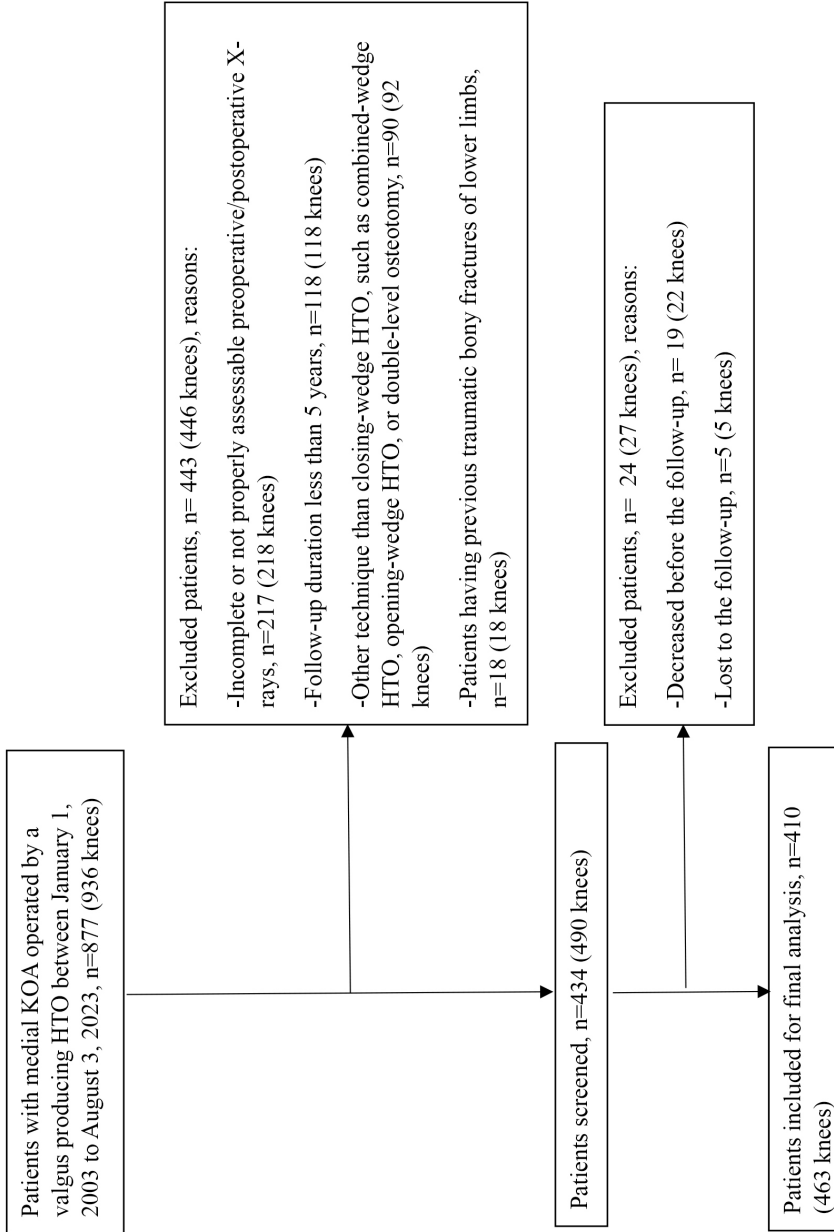 Patients with medial KOA operated by a
valgus producing HTO between January 1,
2003 to August 3, 2023, n=877 (936 knees)
Excluded patients, n= 443 (446 knees), reasons:
-Incomplete or not properly assessable preoperative/postoperative X-
rays, n=217 (218 knees)
-Follow-up duration less than 5 years, n=118 (118 knees)
-Other technique than closing-wedge HTO, such as combined-wedge
HTO, opening-wedge HTO, or double-level osteotomy, n=90 (92
knees)
-Patients having previous traumatic bony fractures of lower limbs,
n=18 (18 knees)
Patients screened, n=434 (490 knees)
Excluded patients, n=  24 (27 knees), reasons:
-Decreased before the follow-up, n= 19 (22 knees)
-Lost to the follow-up, n=5 (5 knees)
Patients included for final analysis, n=410
(463 knees)